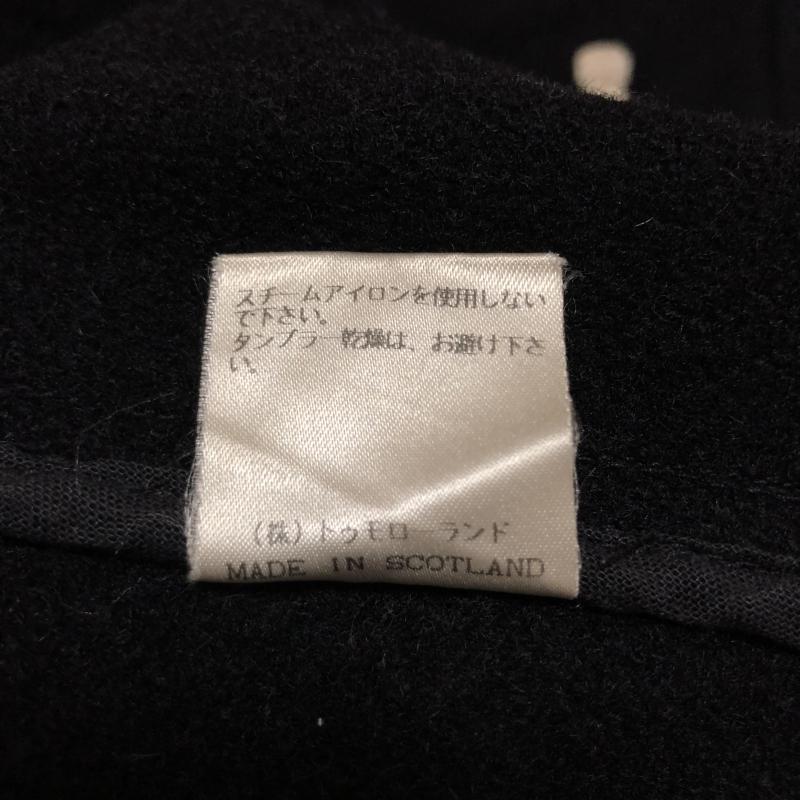 スチームアイロンを使用しない
で下さい。
タンブラー乾燥は、お避け下さ
い。
(株)トゥモローランド
MADE IN SCOTLAND